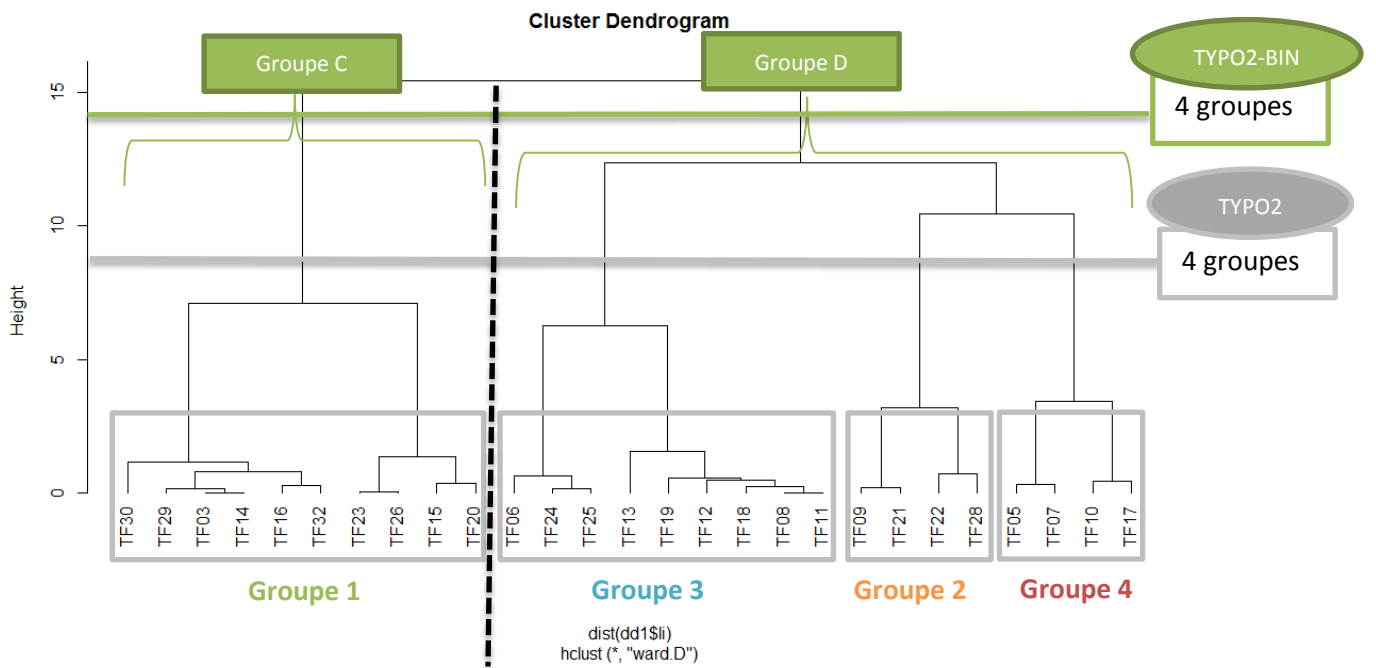 Cluster Dendrogram
Groupe C
Groupe D
TYPO2-BIN
4 groupes
TYPO2
4 groupes
Height
15
10
5
0
TF30
TF29
TF03
TF14
TF16
TF32
TF23
TF26
TF15
TF20
TF06
TF24
TF25
TF13
TF19
TF12
TF18
TF08
TF11
TF09
TF21
TF22
TF28
TF05
TF07
TF10
TF17
Groupe 1
Groupe 3
Groupe 2
Groupe 4
dist(dd1$li)
hclust (*, "ward.D")